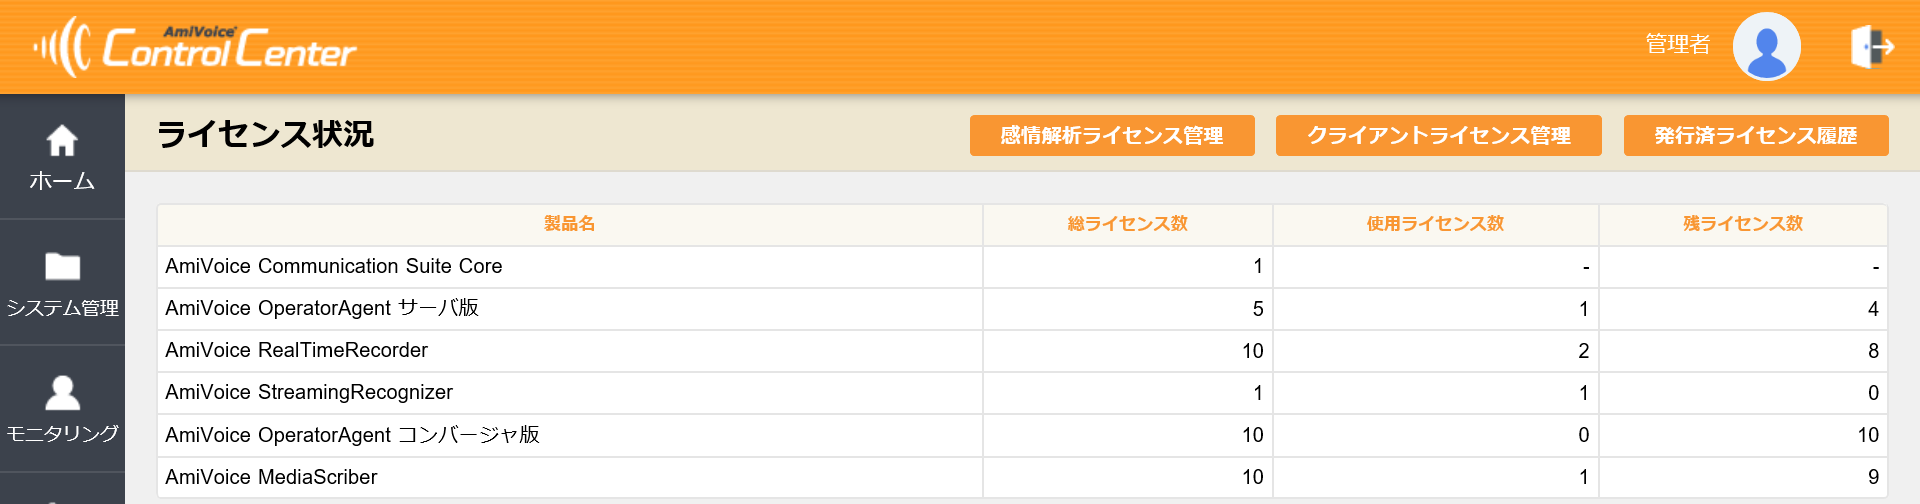 AmiVoice®
ControlCenter
管理者
ホーム
システム管理
モニタリング
ライセンス状況
感情解析ライセンス管理 クライアントライセンス管理 発行済ライセンス履歴
製品名 総ライセンス数 使用ライセンス数 残ライセンス数
AmiVoice Communication Suite Core 1 - -
AmiVoice OperatorAgent サーバ版 5 1 4
AmiVoice RealTimeRecorder 10 2 8
AmiVoice StreamingRecognizer 1 1 0
AmiVoice OperatorAgent コンバージャ版 10 0 10
AmiVoice MediaScriber 10 1 9